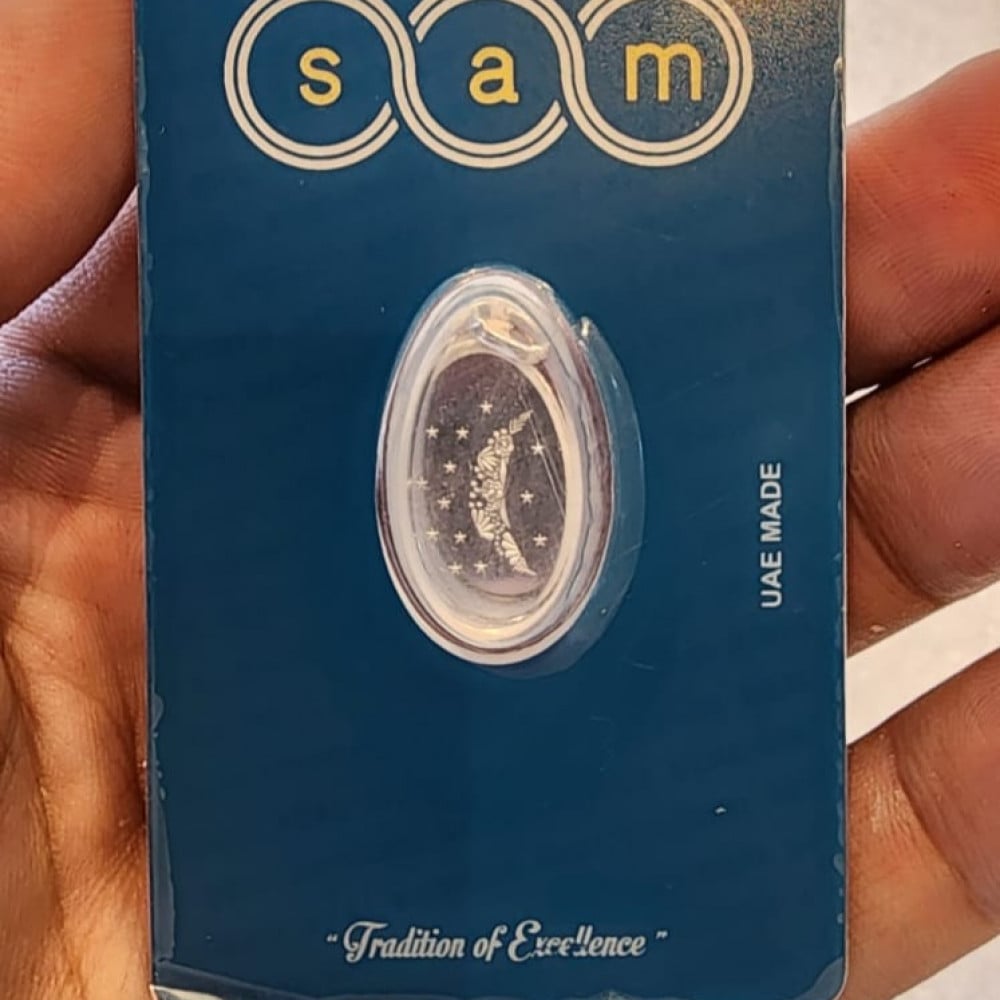 sam
UAE MADE
"Tradition of Excellence"